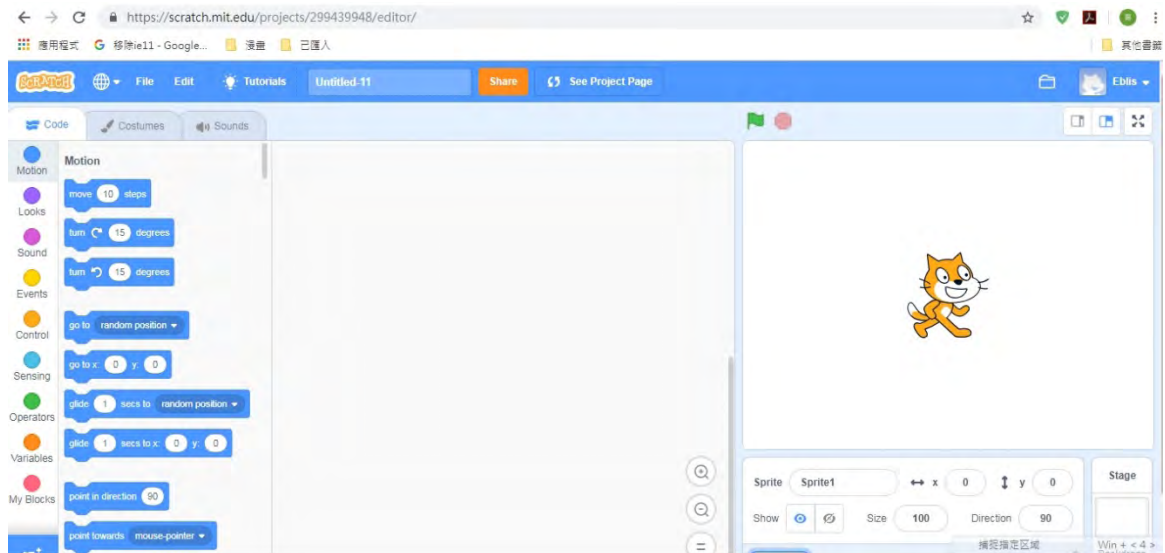 https://scratch.mit.edu/projects/299439948/editor/
應用程式 移除ie11 - Google... 漫畫 已匯入 其他書籤
SCRATCH File Edit Tutorials Untitled-11 Share See Project Page Eblis
Code Costumes Sounds
Motion
Looks
Sound
Events
Control
Sensing
Operators
Variables
My Blocks
Motion
move 10 steps
turn 15 degrees
turn 15 degrees
go to random position
go to x: 0 y: 0
glide 1 secs to random position
glide 1 secs to x: 0 y: 0
point in direction 90
point towards mouse-pointer
Sprite Sprite1 x 0 y 0
Show Size 100 Direction 90
Stage
捕捉指定区域 Win + < 4 >